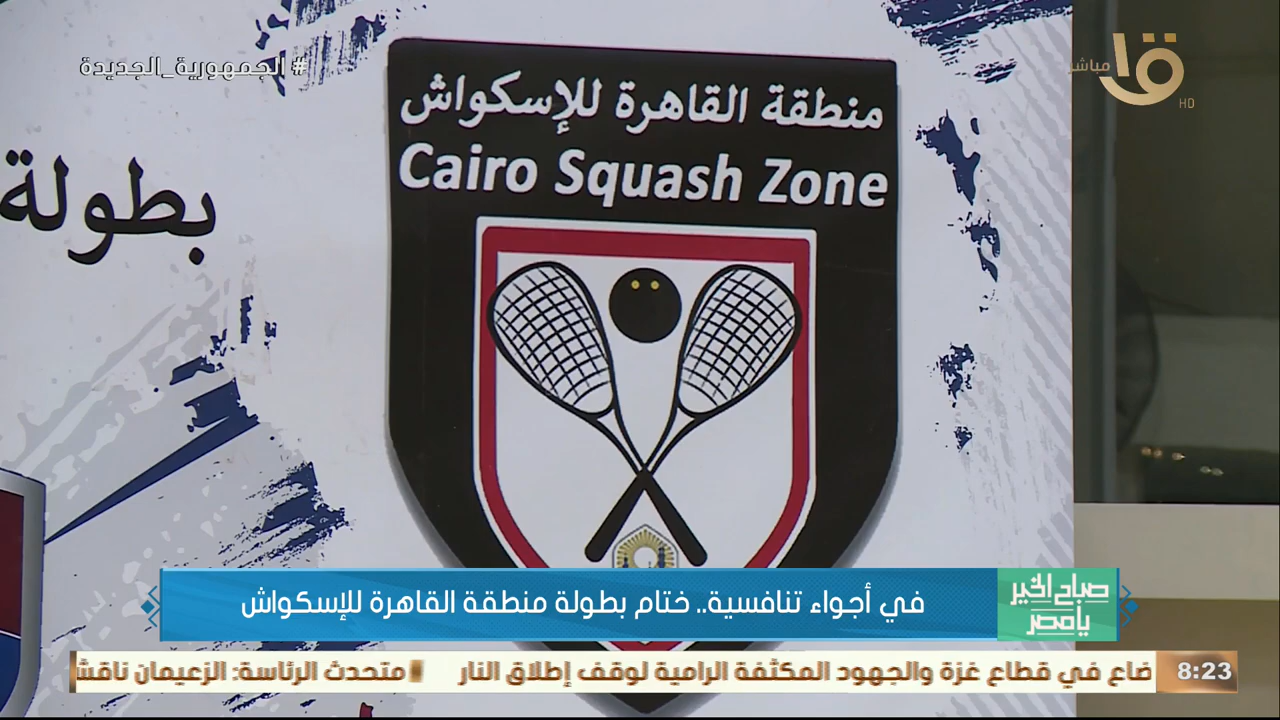 #الجمهورية_الجديدة
مباشر
HD
منطقة القاهرة للإسكواش
Cairo Squash Zone
بطولة
صباح الخير
يا مصر
في أجواء تنافسية.. ختام بطولة منطقة القاهرة للإسكواش
8:23
في قطاع غزة والجهود المكثفة الرامية لوقف إطلاق النار متحدث الرئاسة: الزعيمان